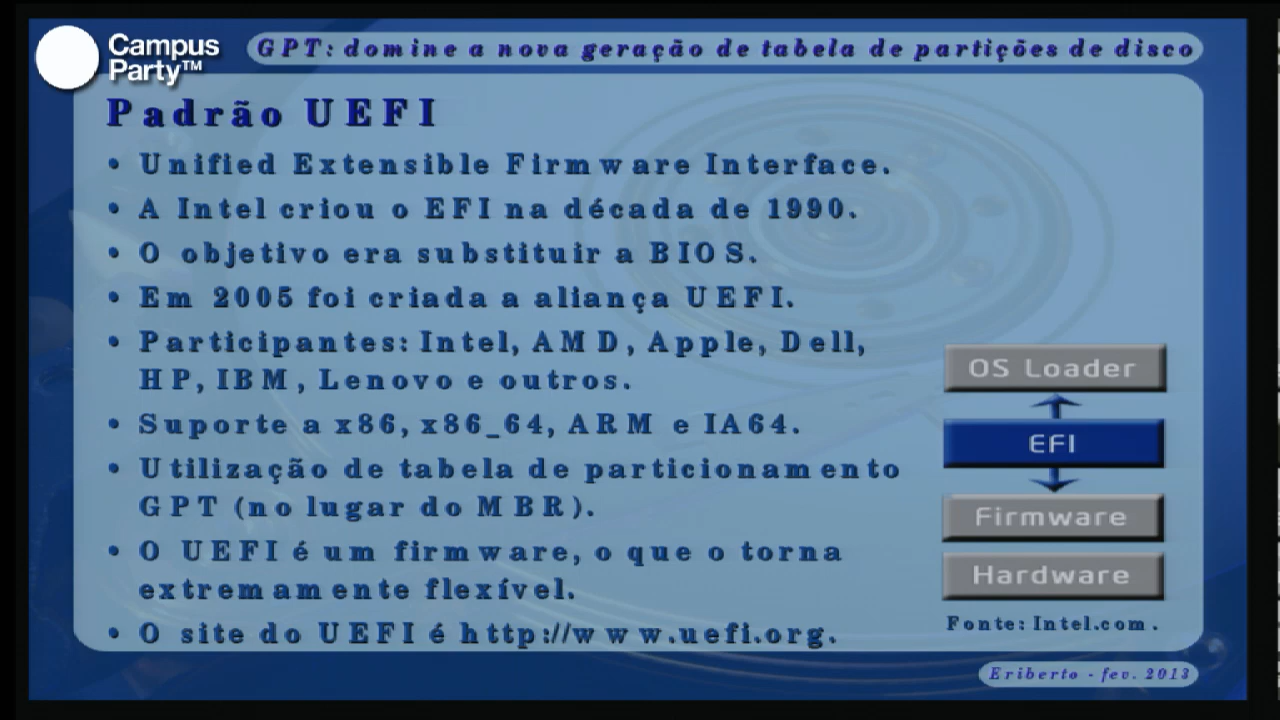 Campus
Party™
GPT: domine a nova geração de tabela de partições de disco
Padrão UEFI
• Unified Extensible Firmware Interface.
• A Intel criou o EFI na década de 1990.
• O objetivo era substituir a BIOS.
• Em 2005 foi criada a aliança UEFI.
• Participantes: Intel, AMD, Apple, Dell,
HP, IBM, Lenovo e outros.
• Suporte a x86, x86_64, ARM e IA64.
• Utilização de tabela de particionamento
GPT (no lugar do MBR).
• O UEFI é um firmware, o que o torna
extremamente flexível.
• O site do UEFI é http://www.uefi.org.
OS Loader
EFI
Firmware
Hardware
Fonte: Intel.com.
Eriberto - fev. 2013